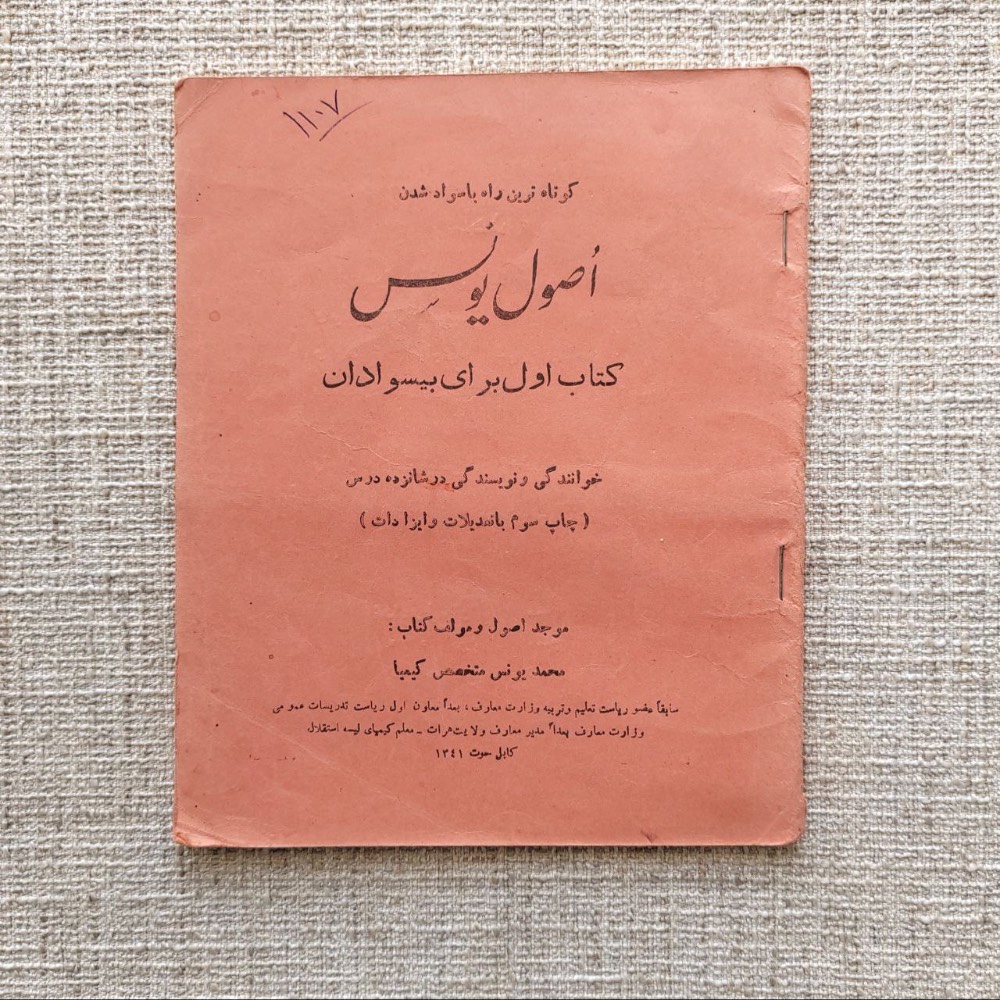 ۱۱۰۷
کوتاه ترین راه باسواد شدن
اُصول یونس
کتاب اول برای بیسوادان
خوانندگی و نویسندگی در شانزده درس
( چاپ سوم باتعدیلات وایزادات )
موجد اصول و مولف کتاب :
محمد یونس متخصص کیمیا
سابقاً عضو ریاست تعلیم وتربیه وزارت معارف، بعداً معاون اول ریاست تدریسات عمومی
وزارت معارف بعداً مدیر معارف ولایت هرات ـ معلم کیمیای لیسه استقلال
کابل حوت ۱۳٤۱